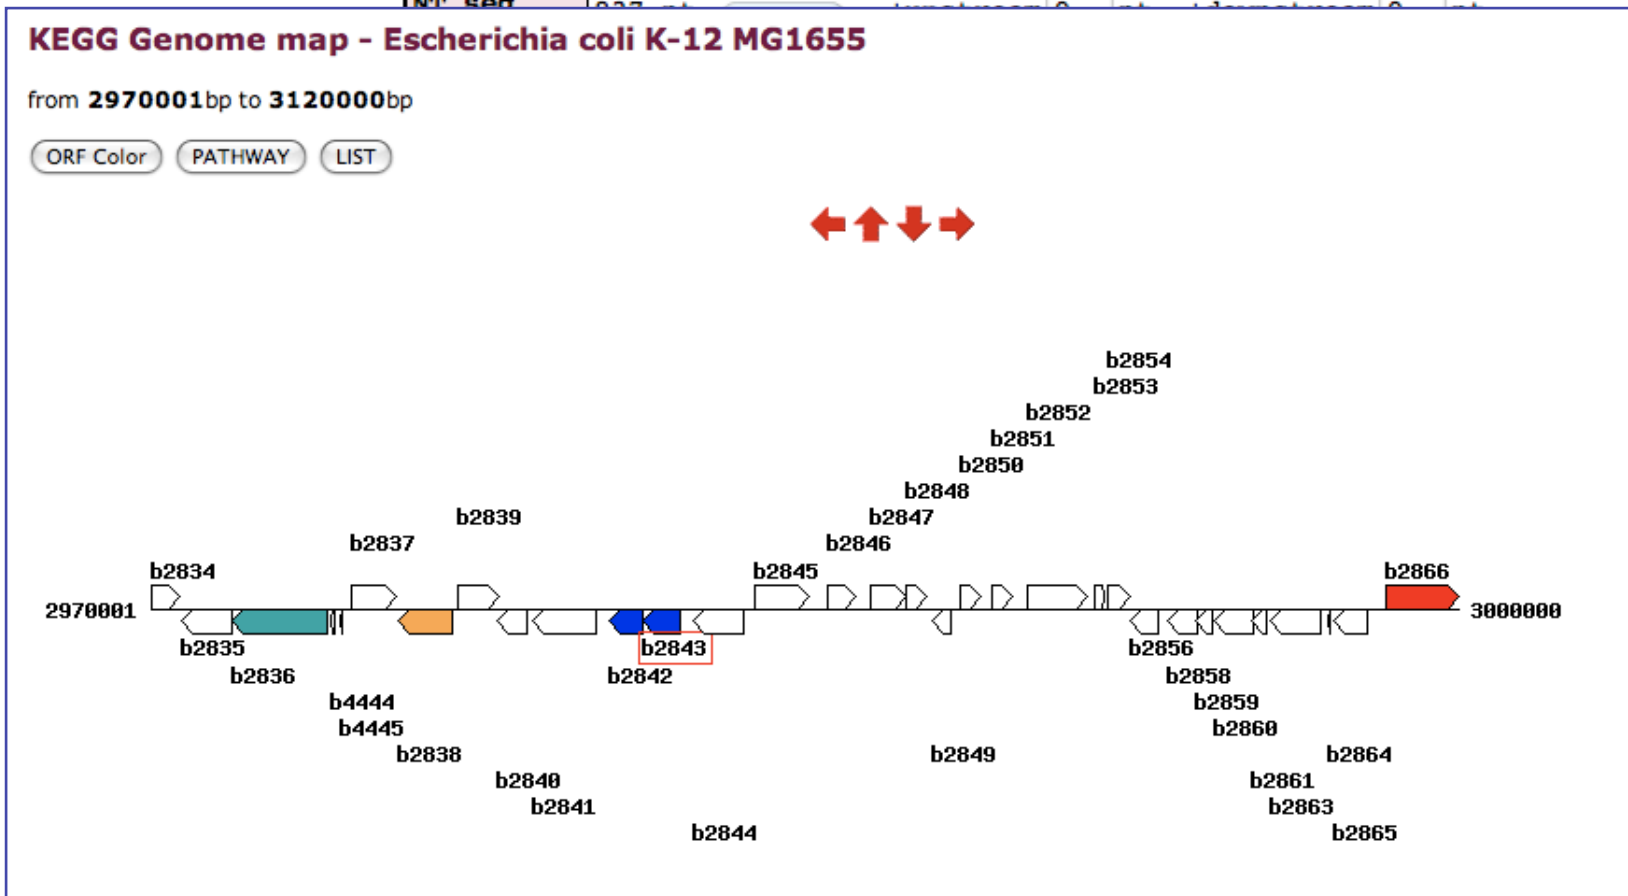 KEGG Genome map - Escherichia coli K-12 MG1655
from 2970001bp to 3120000bp
ORF Color PATHWAY LIST
b2854
b2853
b2852
b2851
b2850
b2848
b2839 b2847
b2837 b2846
b2834 b2845 b2866
2970001 3000000
b2835 b2843 b2856
b2836 b2842 b2858
b4444 b2859
b4445 b2860
b2838 b2849 b2864
b2840 b2861
b2841 b2863
b2844 b2865